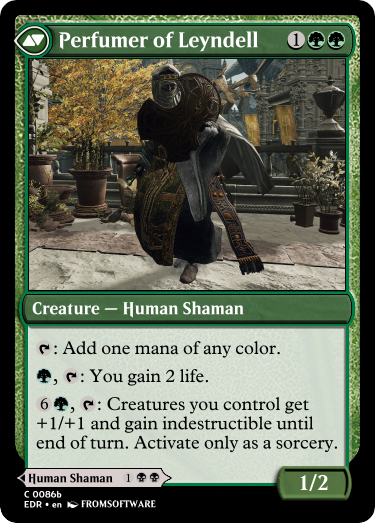 Perfumer of Leyndell 1
Creature — Human Shaman
: Add one mana of any color.
, : You gain 2 life.
6 , : Creatures you control get
+1/+1 and gain indestructible until
end of turn. Activate only as a sorcery.
Human Shaman 1
1/2
C 0086b
EDR • en FROMSOFTWARE